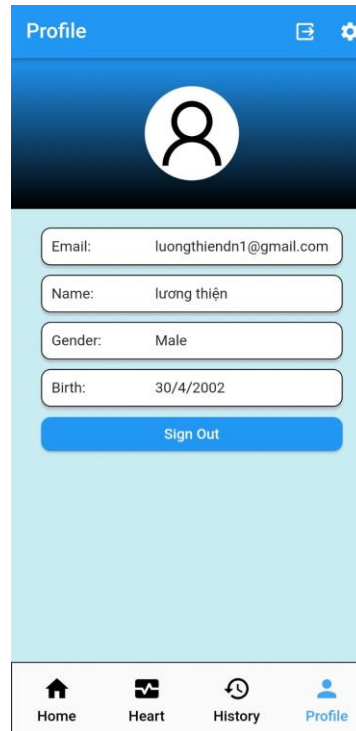 Profile
Email: luongthiendn1@gmail.com
Name: lương thiện
Gender: Male
Birth: 30/4/2002
Sign Out
Home Heart History Profile